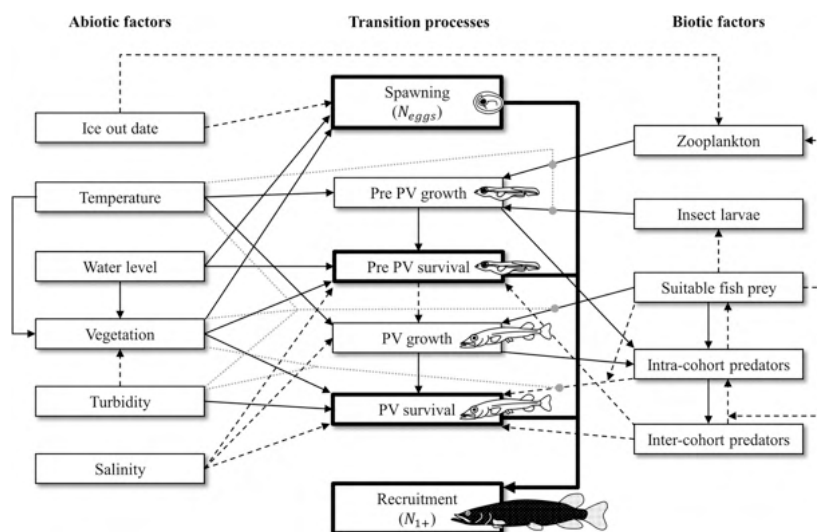 Abiotic factors
Transition processes
Biotic factors
Spawning
(N_eggs)
Ice out date
Zooplankton
Temperature
Pre PV growth
Insect larvae
Water level
Pre PV survival
Suitable fish prey
Vegetation
PV growth
Intra-cohort predators
Turbidity
PV survival
Inter-cohort predators
Salinity
Recruitment
(N_1+)